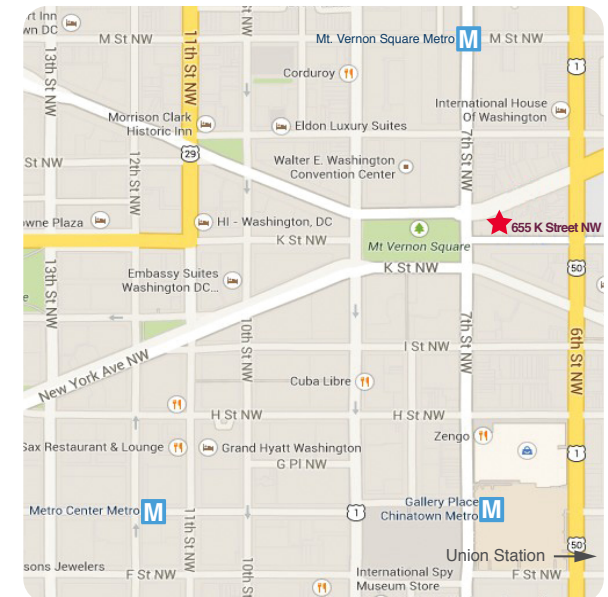 rt Inn
vn DC
M St NW
Mt. Vernon Square Metro
M
M St NW
11th St NW
13th St NW
1
Corduroy
International House
Of Washington
Morrison Clark
Historic Inn
Eldon Luxury Suites
7th St NW
29
St NW
12th St NW
Walter E. Washington
Convention Center
owne Plaza
HI - Washington, DC
655 K Street NW
K St NW
Mt Vernon Square
K St NW
50
13th St NW
Embassy Suites
Washington DC...
10th St NW
7th St NW
6th St NW
I St NW
New York Ave NW
Cuba Libre
H St NW
H St NW
Zengo
Sax Restaurant & Lounge
Grand Hyatt Washington
G Pl NW
1
Metro Center Metro
M
11th St NW
1
Gallery Place
Chinatown Metro
M
50
Union Station
sons Jewelers
F St NW
10th St
International Spy
Museum Store
F St NW